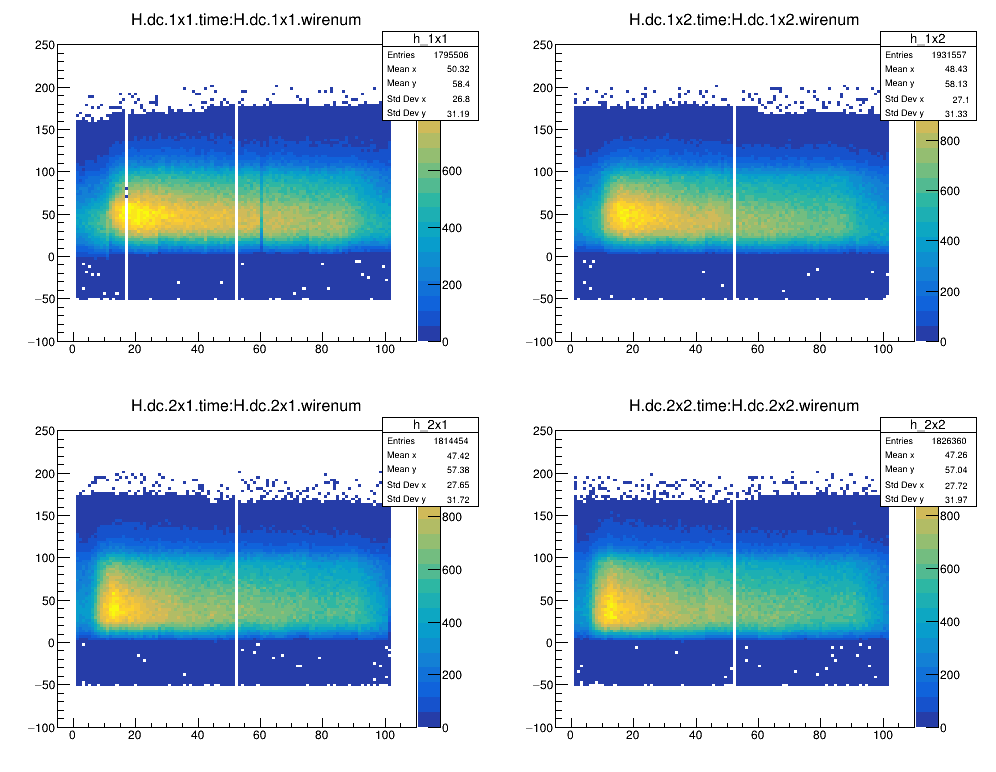 H.dc.1x1.time:H.dc.1x1.wirenum
h_1x1
Entries 1795506
Mean x 50.32
Mean y 58.4
Std Dev x 26.8
Std Dev y 31.19
250
200
150
100
50
0
−50
−100
0 20 40 60 80 100
600
400
200
0
H.dc.1x2.time:H.dc.1x2.wirenum
h_1x2
Entries 1931557
Mean x 48.43
Mean y 58.13
Std Dev x 27.1
Std Dev y 31.33
250
200
150
100
50
0
−50
−100
0 20 40 60 80 100
800
600
400
200
0
H.dc.2x1.time:H.dc.2x1.wirenum
h_2x1
Entries 1814454
Mean x 47.42
Mean y 57.38
Std Dev x 27.65
Std Dev y 31.72
250
200
150
100
50
0
−50
−100
0 20 40 60 80 100
800
600
400
200
0
H.dc.2x2.time:H.dc.2x2.wirenum
h_2x2
Entries 1826360
Mean x 47.26
Mean y 57.04
Std Dev x 27.72
Std Dev y 31.97
250
200
150
100
50
0
−50
−100
0 20 40 60 80 100
800
600
400
200
0